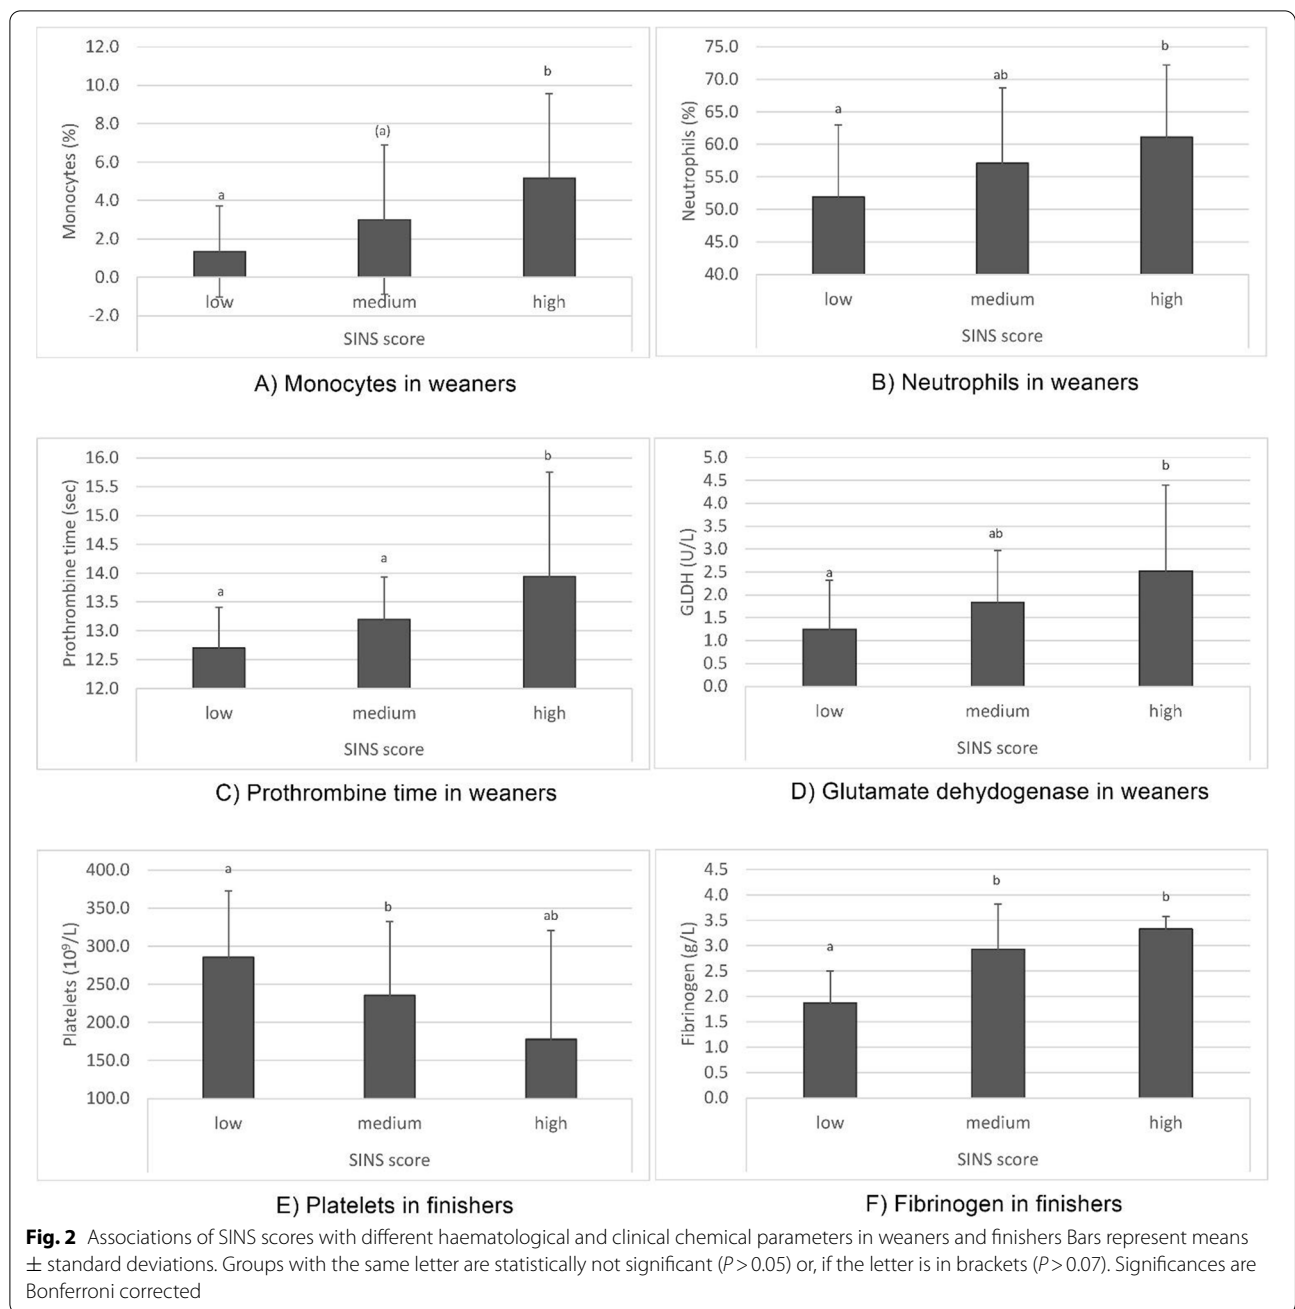 12.0
10.0
8.0
6.0
4.0
2.0
0.0
-2.0
Monocytes (%)
a
(a)
b
low medium high
SINS score
A) Monocytes in weaners
75.0
70.0
65.0
60.0
55.0
50.0
45.0
40.0
Neutrophils (%)
a
ab
b
low medium high
SINS score
B) Neutrophils in weaners
16.0
15.5
15.0
14.5
14.0
13.5
13.0
12.5
12.0
Prothrombine time (sec)
a
a
b
low medium high
SINS score
C) Prothrombine time in weaners
5.0
4.5
4.0
3.5
3.0
2.5
2.0
1.5
1.0
0.5
0.0
GLDH (U/L)
a
ab
b
low medium high
SINS score
D) Glutamate dehydogenase in weaners
400.0
350.0
300.0
250.0
200.0
150.0
100.0
Platelets (10⁹/L)
a
b
ab
low medium high
SINS score
E) Platelets in finishers
4.5
4.0
3.5
3.0
2.5
2.0
1.5
1.0
0.5
0.0
Fibrinogen (g/L)
a
b
b
low medium high
SINS score
F) Fibrinogen in finishers
Fig. 2 Associations of SINS scores with different haematological and clinical chemical parameters in weaners and finishers Bars represent means
± standard deviations. Groups with the same letter are statistically not significant (P > 0.05) or, if the letter is in brackets (P > 0.07). Significances are
Bonferroni corrected